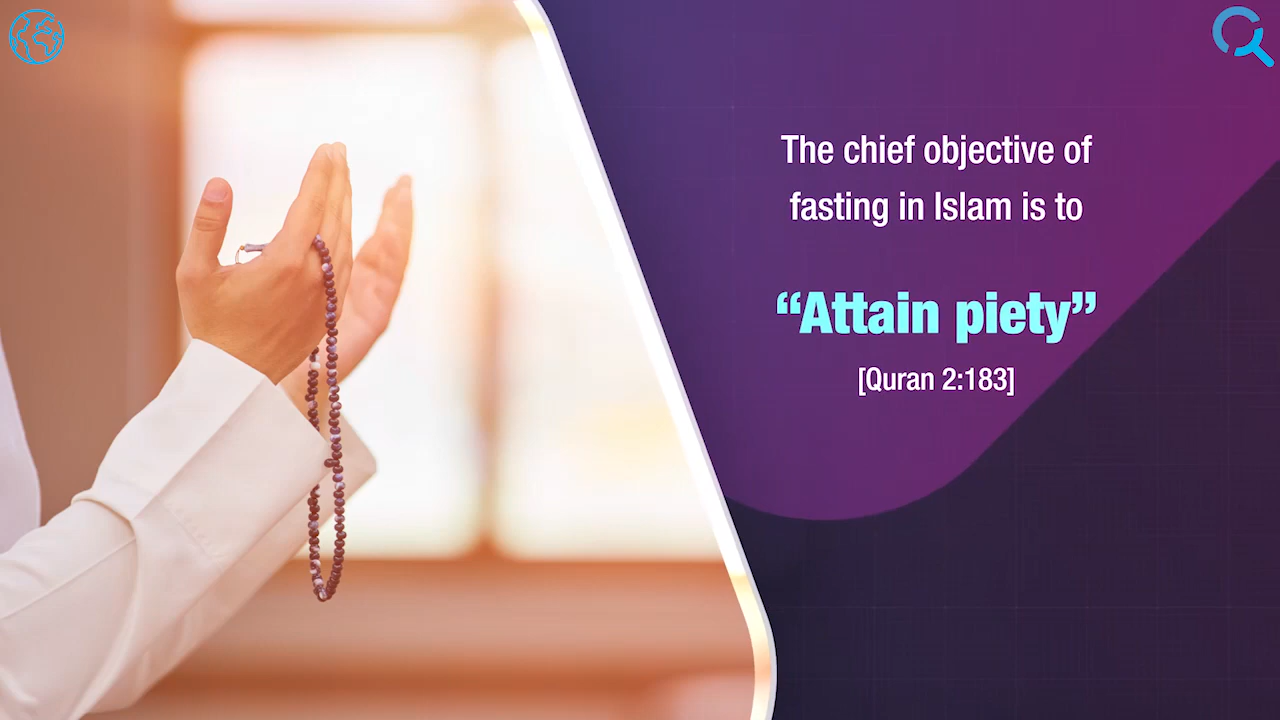 The chief objective of
fasting in Islam is to
“Attain piety”
[Quran 2:183]